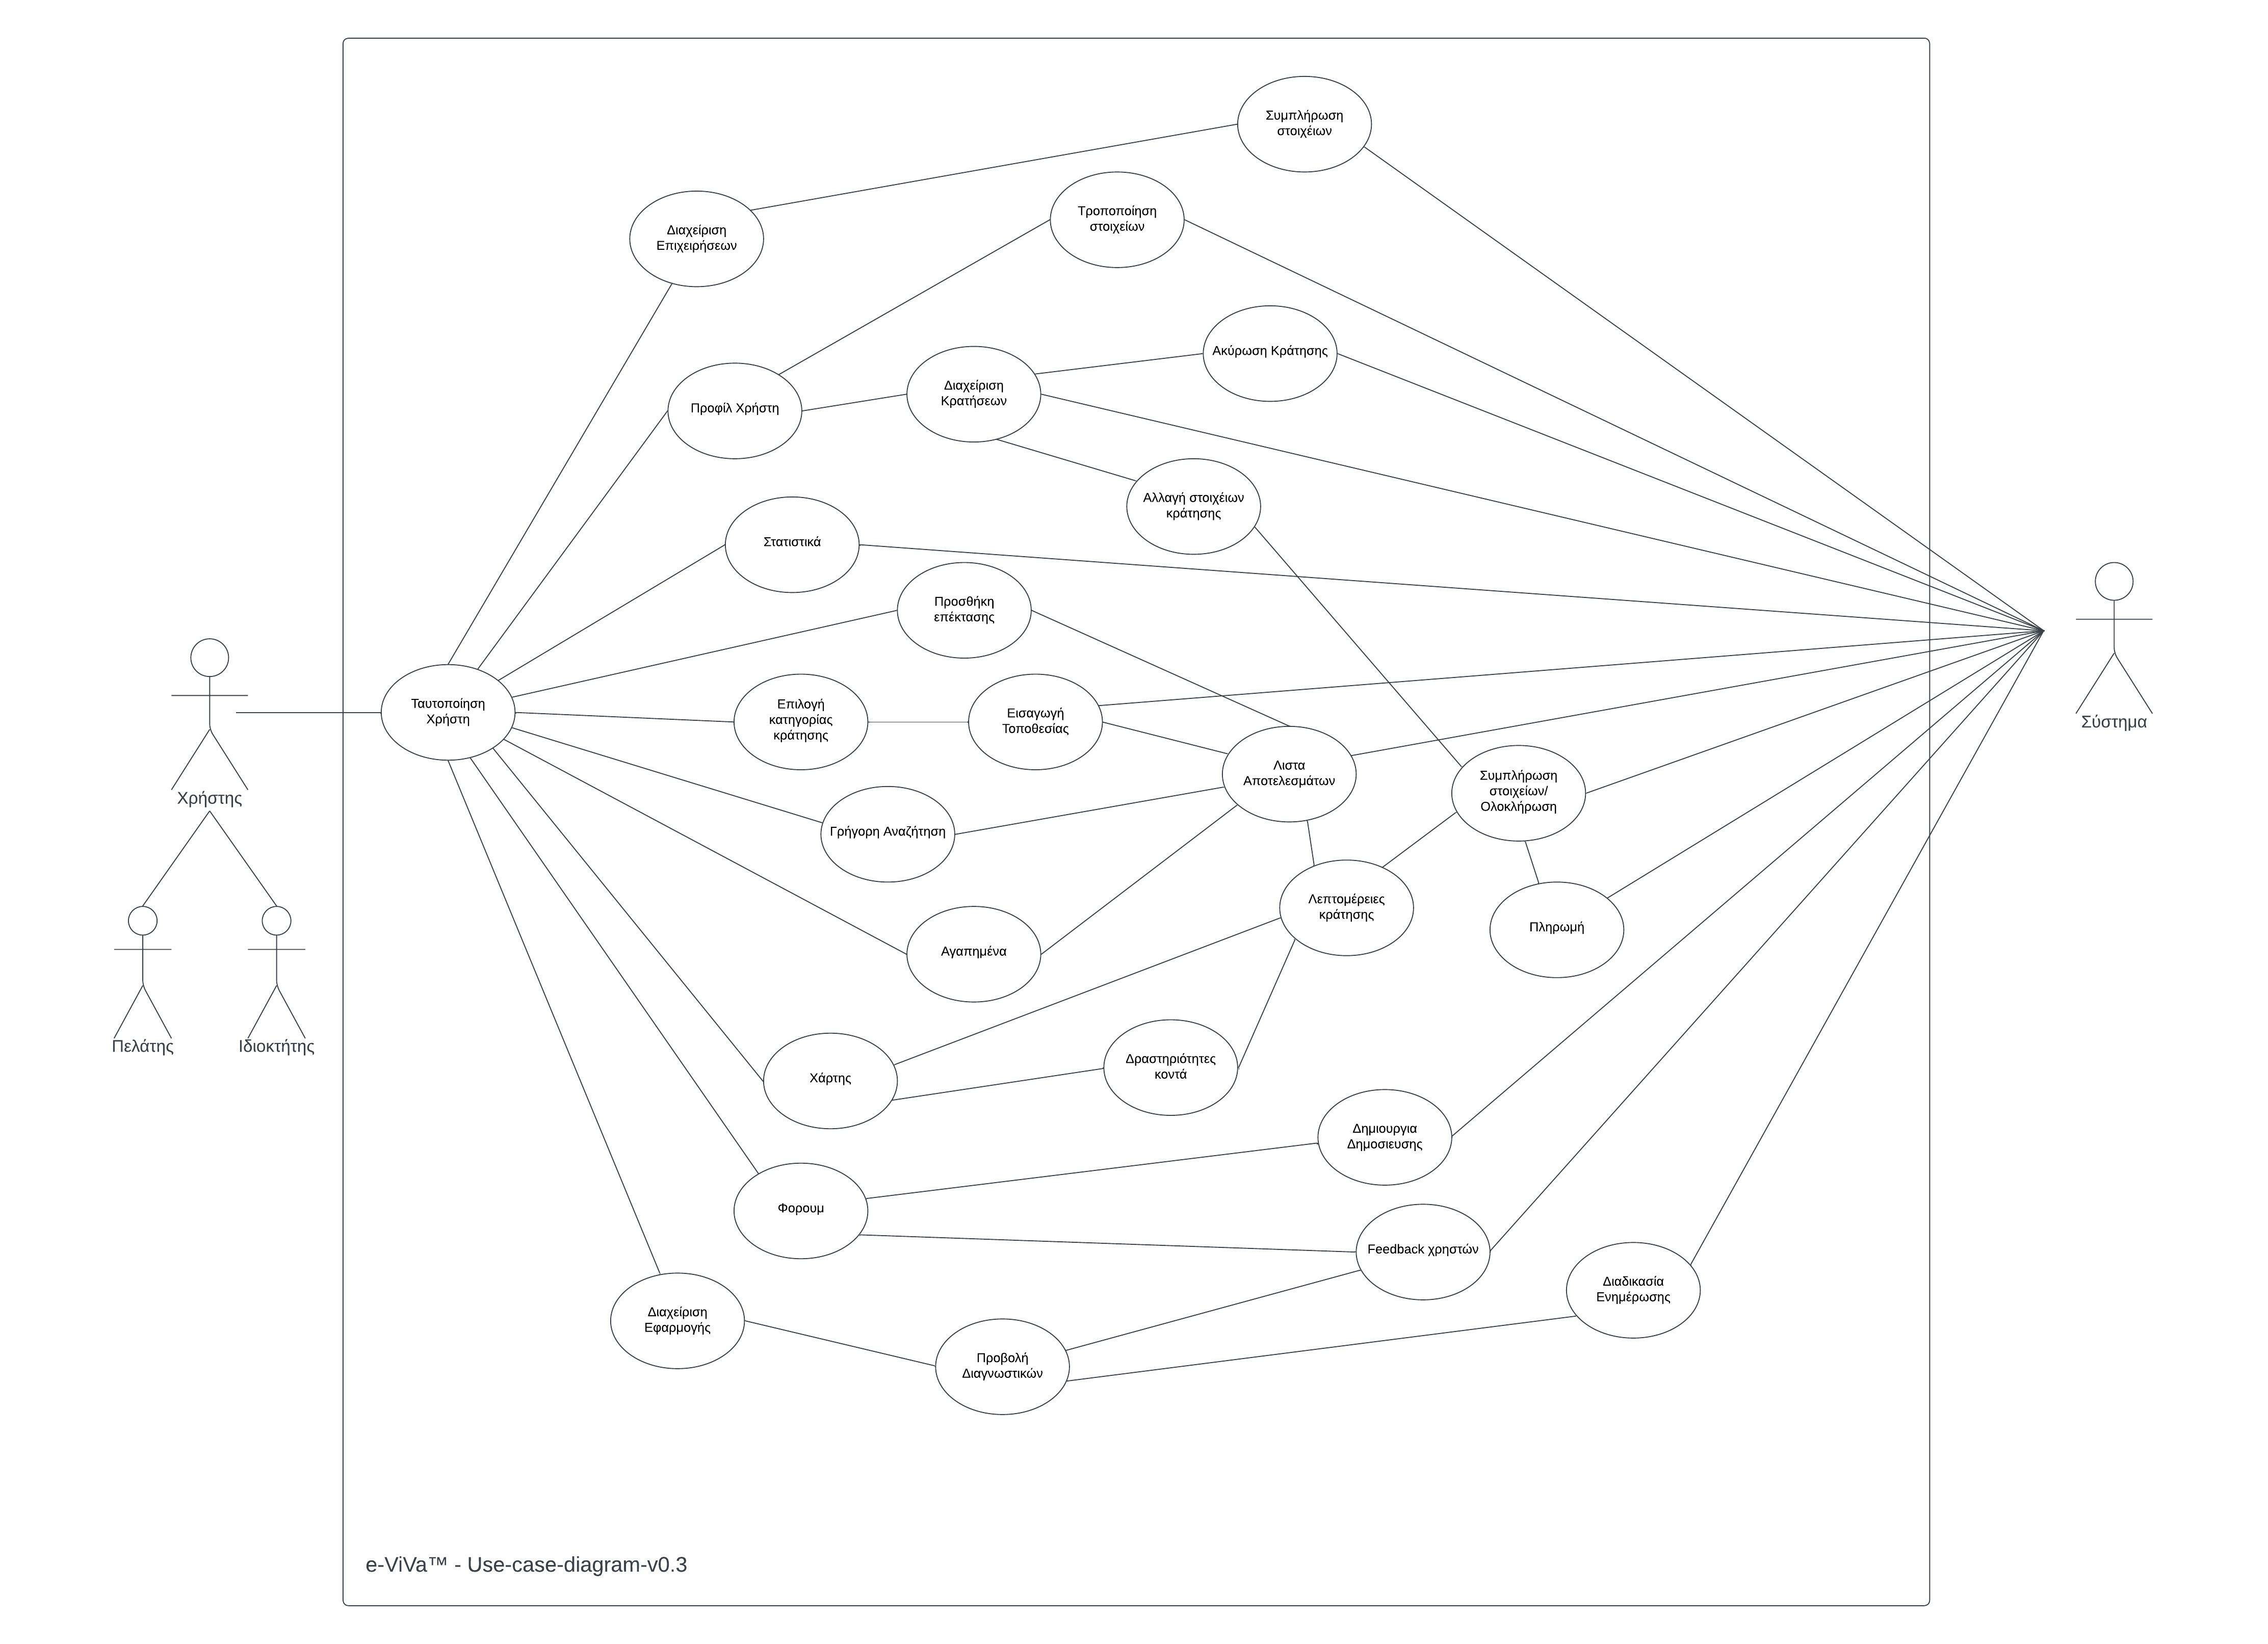 Συμπλήρωση
στοιχέιων
Τροποποίηση
στοιχείων
Διαχείριση
Επιχειρήσεων
Ακύρωση Κράτησης
Διαχείριση
Κρατήσεων
Προφίλ Χρήστη
Αλλαγή στοιχέιων
κράτησης
Στατιστικά
Προσθήκη
επέκτασης
Ταυτοποίηση
Χρήστη
Επιλογή
κατηγορίας
κράτησης
Εισαγωγή
Τοποθεσίας
Σύστημα
Λιστα
Αποτελεσμάτων
Συμπλήρωση
στοιχείων/
Ολοκλήρωση
Χρήστης
Γρήγορη Αναζήτηση
Λεπτομέρειες
κράτησης
Πληρωμή
Αγαπημένα
Πελάτης
Ιδιοκτήτης
Χάρτης
Δραστηριότητες
κοντά
Δημιουργια
Δημοσιευσης
Φορουμ
Feedback χρηστών
Διαδικασία
Ενημέρωσης
Διαχείριση
Εφαρμογής
Προβολή
Διαγνωστικών
e-ViVa™ - Use-case-diagram-v0.3